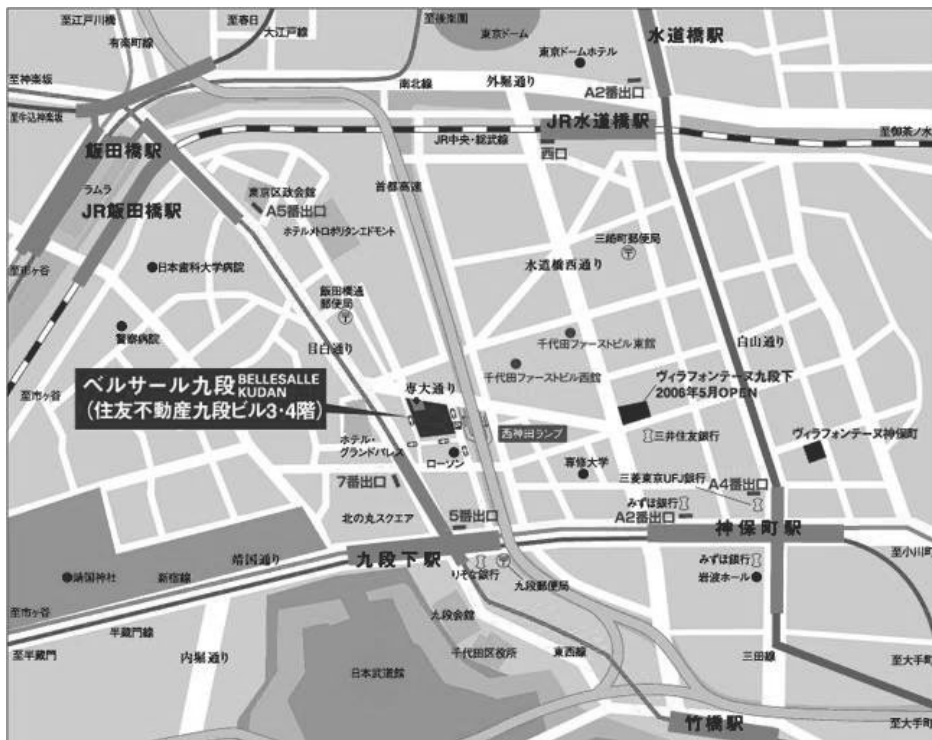 至江戸川橋
至春日
至後楽園
東京ドーム
水道橋駅
有楽町線
大江戸線
東京ドームホテル
至神楽坂
南北線
外堀通り
A2番出口
至牛込神楽坂
JR水道橋駅
至御茶ノ水
飯田橋駅
JR中央・総武線
西口
ラムラ
東京区政会館
首都高速
JR飯田橋駅
A5番出口
ホテルメトロポリタンエドモント
三崎町郵便局
至市ヶ谷
日本歯科大学病院
水道橋西通り
飯田橋通
郵便局
警察病院
目白通り
千代田ファーストビル東館
白山通り
千代田ファーストビル西館
至市ヶ谷
ベルサール九段 BELLESALLE
KUDAN
(住友不動産九段ビル3・4階)
専大通り
ヴィラフォンテーヌ九段下
2006年5月OPEN
西神田ランプ
三井住友銀行
ヴィラフォンテーヌ神保町
ホテル・
グランドパレス
ローソン
専修大学
7番出口
三菱東京UFJ銀行
A4番出口
みずほ銀行
北の丸スクエア
5番出口
A2番出口
神保町駅
靖国通り
九段下駅
至小川町
みずほ銀行
靖国神社
新宿線
りそな銀行
九段郵便局
岩波ホール
至市ヶ谷
九段会館
半蔵門線
至半蔵門
内堀通り
千代田区役所
東西線
三田線
至大手町
日本武道館
竹橋駅
至大手町